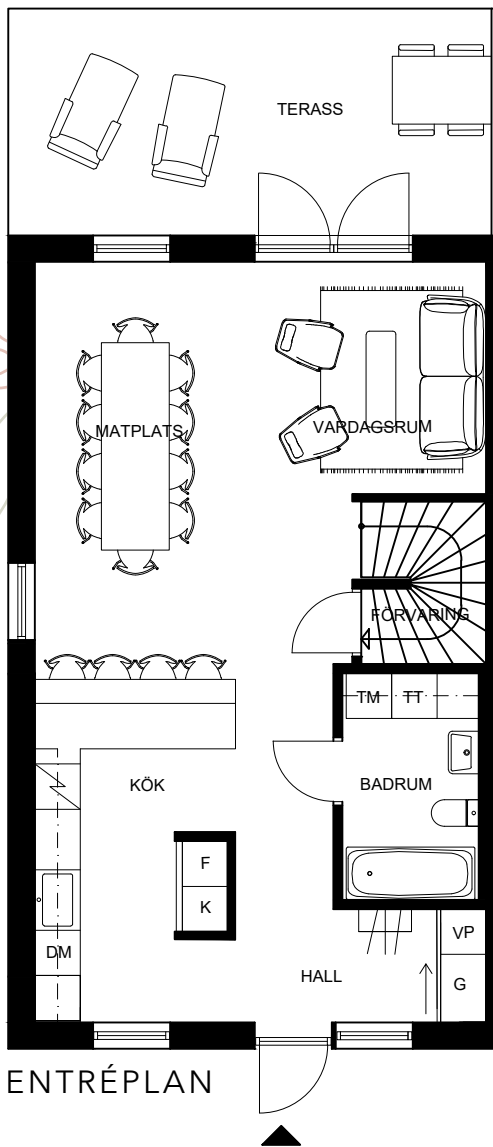 TERASS
MATPLATS
VARDAGSRUM
FÖRVARING
TM TT
KÖK
BADRUM
F
K
DM
VP
HALL
G
ENTRÉPLAN